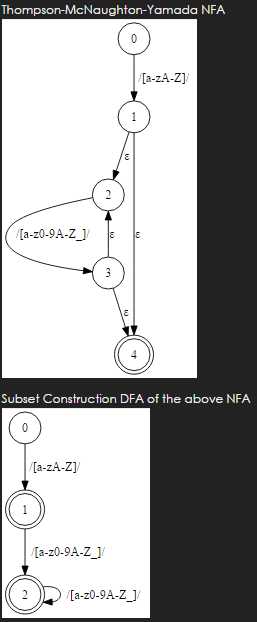 Thompson-McNaughton-Yamada NFA
0
/[a-zA-Z]/
1
ε
2
/[a-z0-9A-Z_]/
ε
ε
3
ε
4
Subset Construction DFA of the above NFA
0
/[a-zA-Z]/
1
/[a-z0-9A-Z_]/
2
/[a-z0-9A-Z_]/